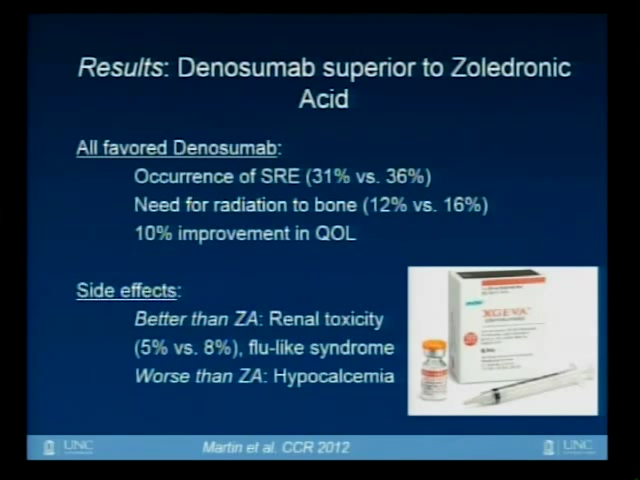 Results: Denosumab superior to Zoledronic
Acid
All favored Denosumab:
Occurrence of SRE (31% vs. 36%)
Need for radiation to bone (12% vs. 16%)
10% improvement in QOL
Side effects:
Better than ZA: Renal toxicity
(5% vs. 8%), flu-like syndrome
Worse than ZA: Hypocalcemia
XGEVA
UNC
Martin et al. CCR 2012
UNC